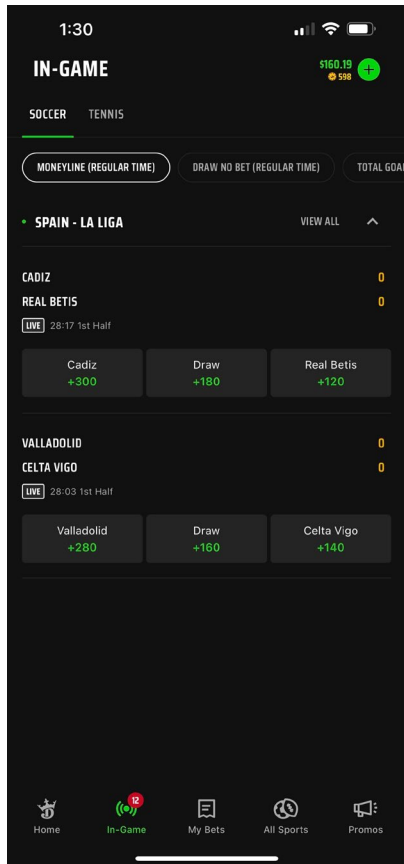 1:30
IN-GAME
$160.19
598
SOCCER TENNIS
MONEYLINE (REGULAR TIME) DRAW NO BET (REGULAR TIME) TOTAL GOA
SPAIN - LA LIGA VIEW ALL
CADIZ 0
REAL BETIS 0
LIVE 28:17 1st Half
Cadiz Draw Real Betis
+300 +180 +120
VALLADOLID 0
CELTA VIGO 0
LIVE 28:03 1st Half
Valladolid Draw Celta Vigo
+280 +160 +140
12
Home In-Game My Bets All Sports Promos